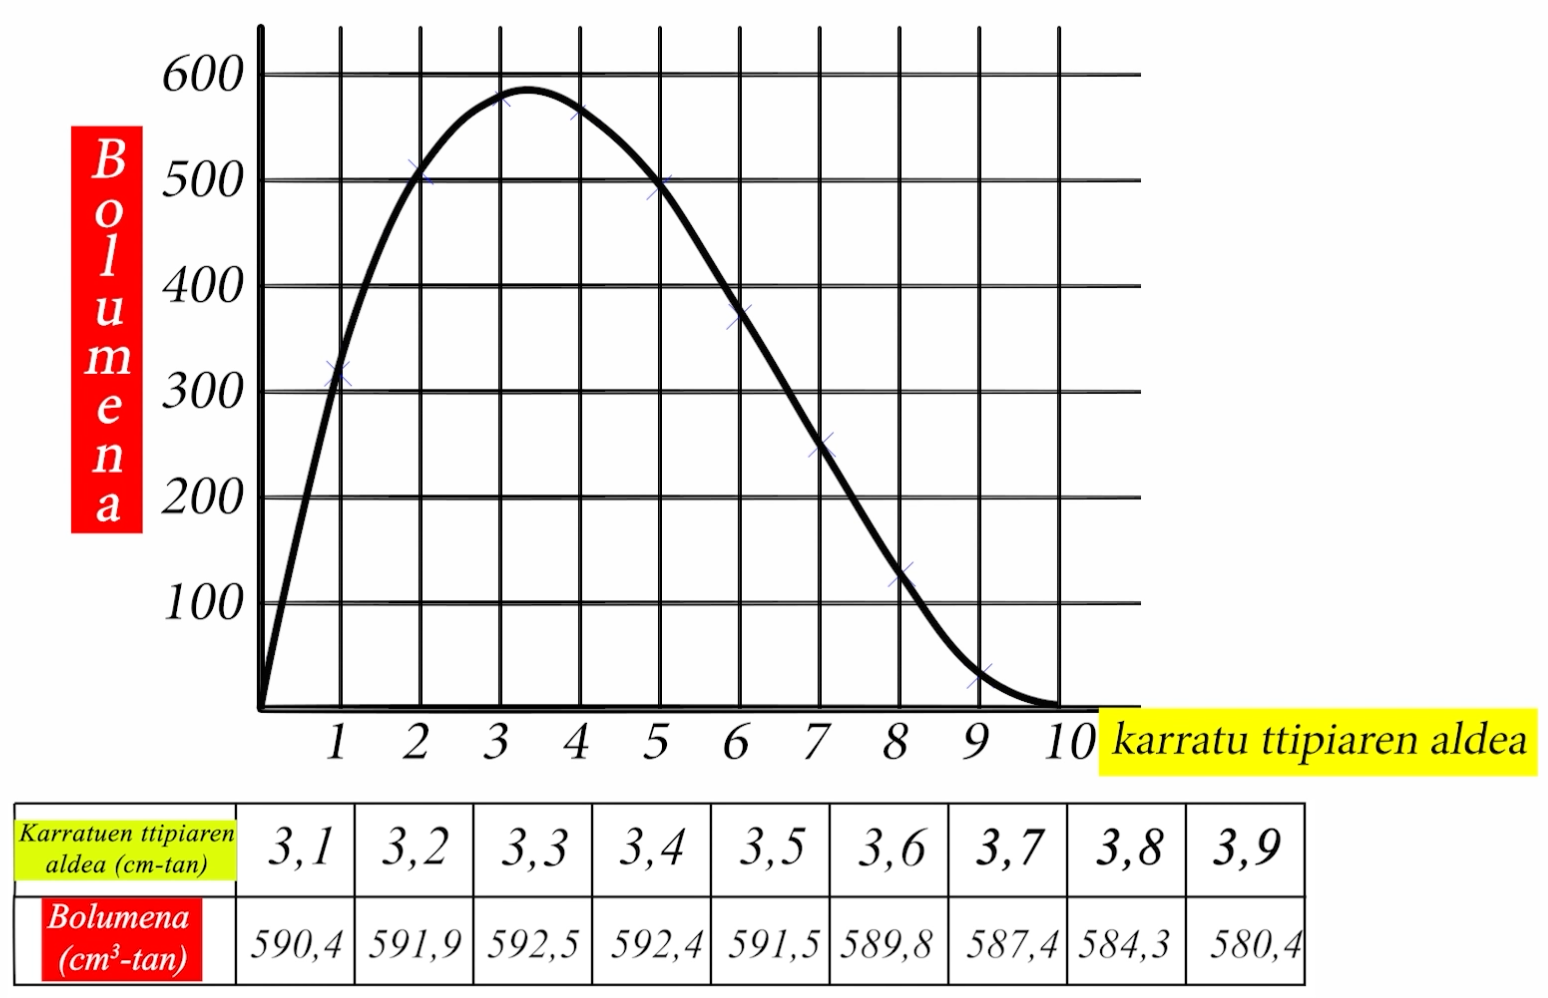 600
500
400
300
200
100
Bolumena
1 2 3 4 5 6 7 8 9 10
karratu ttipiaren aldea
Karratuen ttipiaren
aldea (cm-tan)
3,1 3,2 3,3 3,4 3,5 3,6 3,7 3,8 3,9
Bolumena
(cm³-tan)
590,4 591,9 592,5 592,4 591,5 589,8 587,4 584,3 580,4